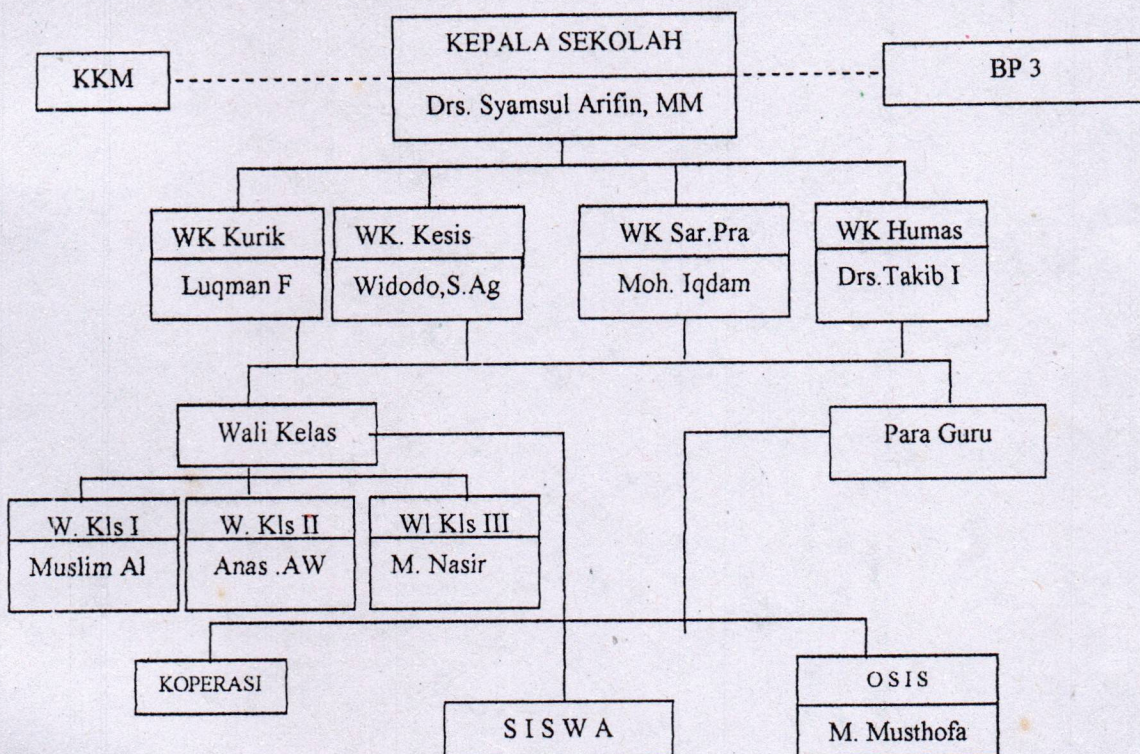 KEPALA SEKOLAH
KKM
BP 3
Drs. Syamsul Arifin, MM
WK Kurik
WK. Kesis
WK Sar.Pra
WK Humas
Luqman F
Widodo,S.Ag
Moh. Iqdam
Drs.Takib I
Wali Kelas
Para Guru
W. Kls I
W. Kls II
Wl Kls III
Muslim Al
Anas .AW
M. Nasir
KOPERASI
O S I S
S I S W A
M. Musthofa